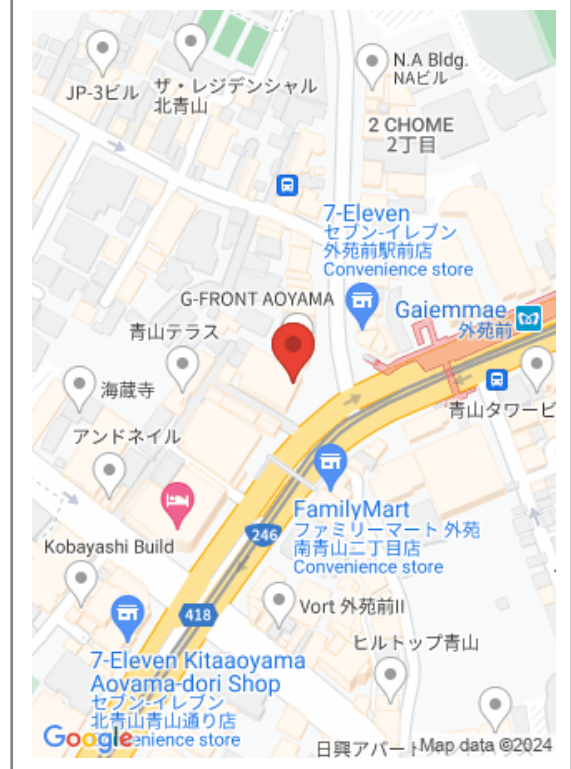 N.A Bldg.
NAビル
JP-3ビル
ザ・レジデンシャル
北青山
2 CHOME
2丁目
7-Eleven
セブン-イレブン
外苑前駅前店
Convenience store
G-FRONT AOYAMA
Gaiemmae
外苑前
青山テラス
海蔵寺
青山タワービ
アンドネイル
FamilyMart
ファミリーマート 外苑
南青山二丁目店
Convenience store
246
Kobayashi Build
Vort 外苑前II
418
ヒルトップ青山
7-Eleven Kitaaoyama
Aoyama-dori Shop
セブン-イレブン
北青山青山通り店
Google
enience store
日興アパート
Map data ©2024